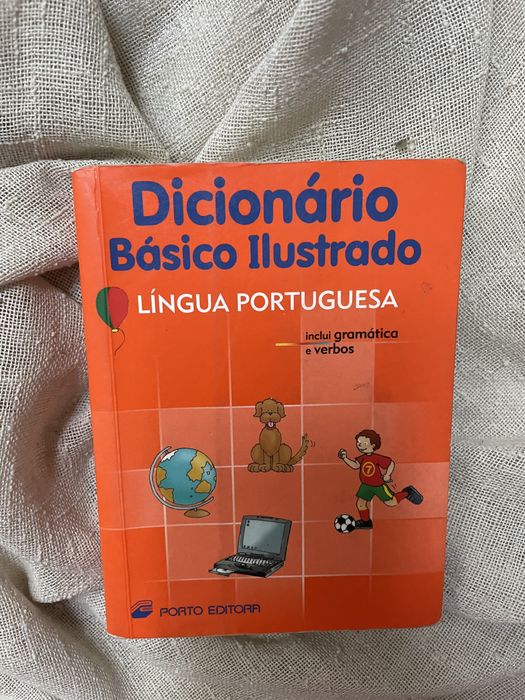 Dicionário
Básico Ilustrado
LÍNGUA PORTUGUESA
inclui gramática
e verbos
7
PORTO EDITORA